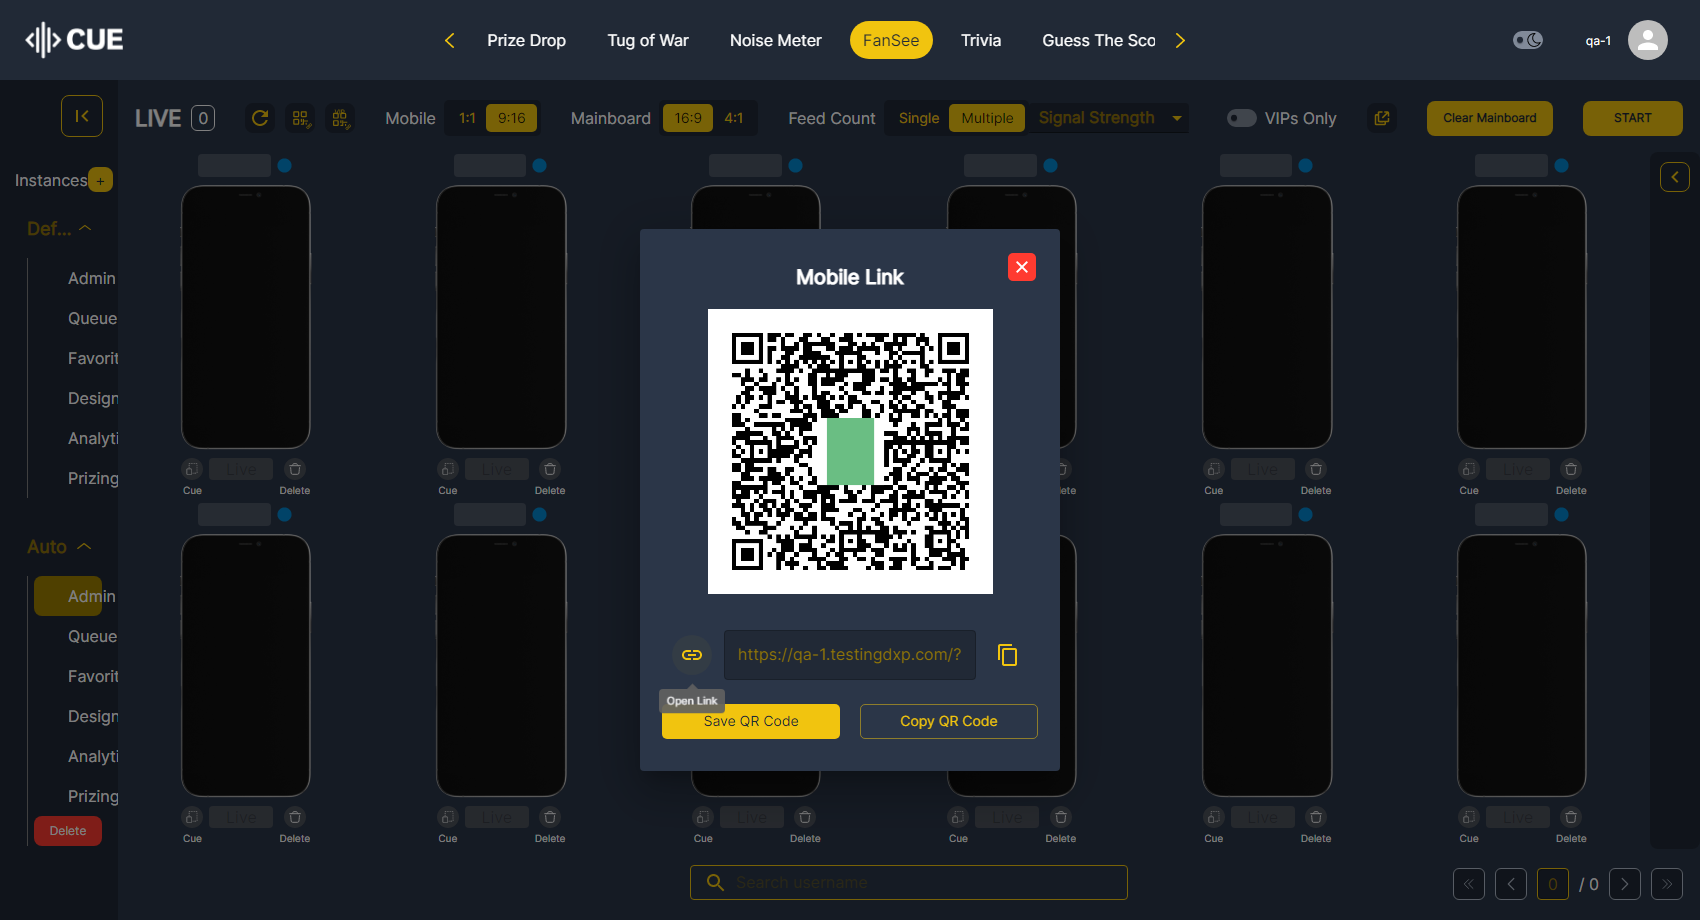 CUE
Prize Drop
Tug of War
Noise Meter
FanSee
Trivia
Guess The Sco
qa-1
LIVE 0
Mobile 1:1 9:16
Mainboard 16:9 4:1
Feed Count Single Multiple Signal Strength
VIPs Only
Clear Mainboard
START
Instances +
Def...
Admin
Queue
Favorit
Design
Analyti
Prizing
Auto
Admin
Queue
Favorit
Design
Analyti
Prizing
Delete
Live
Cue Delete
Live
Cue Delete
lete
Live
Cue
Delete
Live
Cue Delete
Mobile Link
https://qa-1.testingdxp.com/?
Open Link
Save QR Code
Copy QR Code
Live
Cue Delete
Live
Cue Delete
Live
Cue Delete
Live
Cue Delete
Live
Cue Delete
Live
Cue Delete
Search username
0 / 0